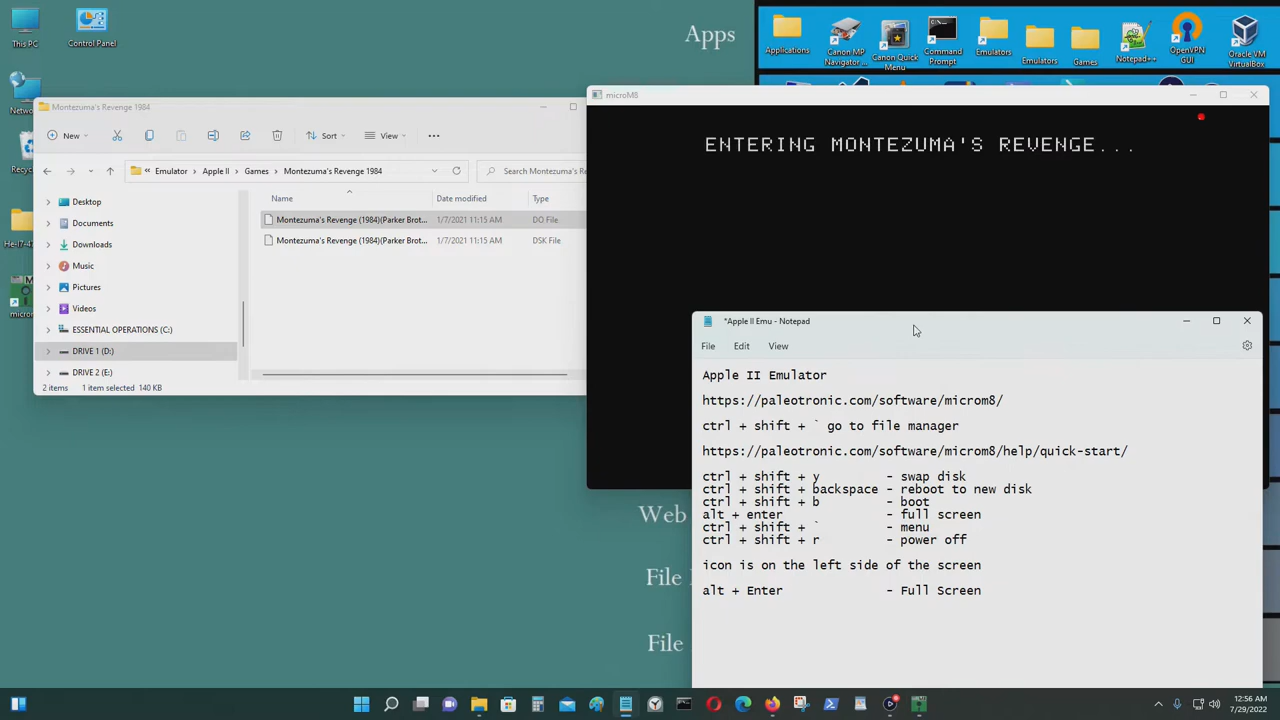 This PC
Control Panel
Networ
Recyc
He-I7-4
micror
Apps
Web
File
File
Applications
Canon MP Navigator ...
Canon Quick Menu
Command Prompt
Emulators
Emulators
Games
Notepad++
OpenVPN GUI
Oracle VM VirtualBox
Montezuma's Revenge 1984
New
Sort
View
Emulator
Apple II
Games
Montezuma's Revenge 1984
Search Montezuma's Re
Name
Date modified
Type
Desktop
Documents
Downloads
Music
Pictures
Videos
ESSENTIAL OPERATIONS (C:)
DRIVE 1 (D:)
DRIVE 2 (E:)
Montezuma's Revenge (1984)(Parker Brot... 1/7/2021 11:15 AM DO File
Montezuma's Revenge (1984)(Parker Brot... 1/7/2021 11:15 AM DSK File
2 items 1 item selected 140 KB
microM8
ENTERING MONTEZUMA'S REVENGE...
*Apple II Emu - Notepad
File Edit View
Apple II Emulator
https://paleotronic.com/software/microm8/
ctrl + shift + ` go to file manager
https://paleotronic.com/software/microm8/help/quick-start/
ctrl + shift + y - swap disk
ctrl + shift + backspace - reboot to new disk
ctrl + shift + b - boot
alt + enter - full screen
ctrl + shift + ` - menu
ctrl + shift + r - power off
icon is on the left side of the screen
alt + Enter - Full Screen
12:56 AM
7/29/2022